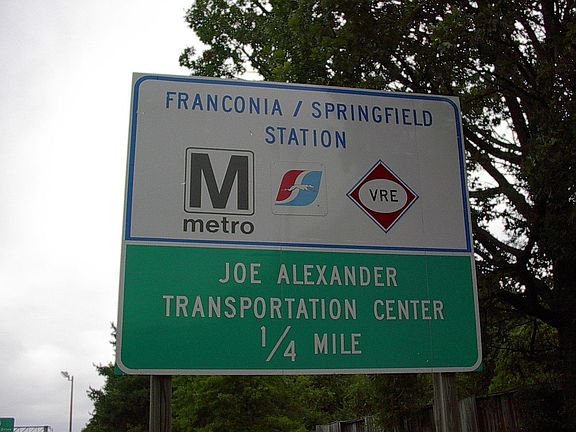 FRANCONIA / SPRINGFIELD
STATION
M
metro
VRE
JOE ALEXANDER
TRANSPORTATION CENTER
1/4 MILE